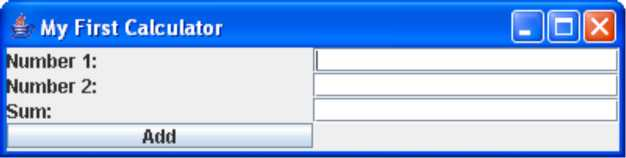 My First Calculator
Number 1:
Number 2:
Sum:
Add